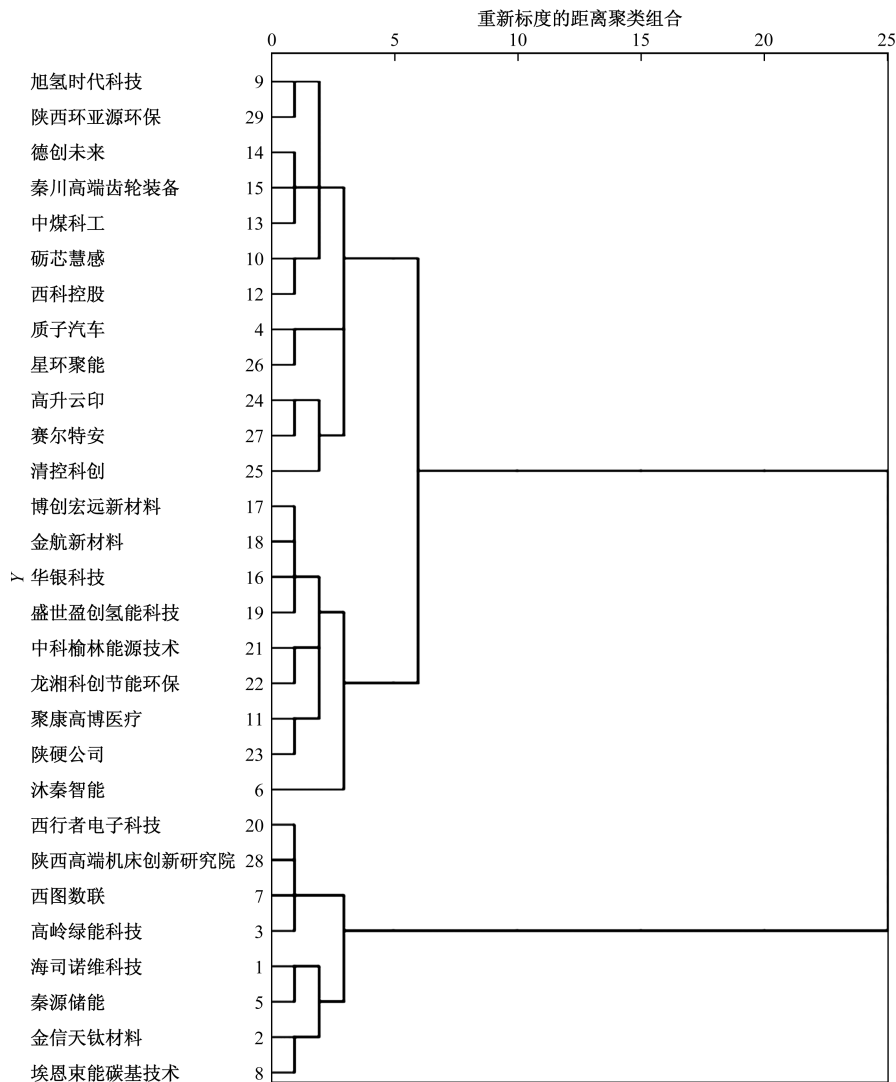 重新标度的距离聚类组合
0 5 10 15 20 25
旭氢时代科技 9
陕西环亚源环保 29
德创未来 14
秦川高端齿轮装备 15
中煤科工 13
砺芯慧感 10
西科控股 12
质子汽车 4
星环聚能 26
高升云印 24
赛尔特安 27
清控科创 25
博创宏远新材料 17
金航新材料 18
Y 华银科技 16
盛世盈创氢能科技 19
中科榆林能源技术 21
龙湘科创节能环保 22
聚康高博医疗 11
陕硬公司 23
沐秦智能 6
西行者电子科技 20
陕西高端机床创新研究院 28
西图数联 7
高岭绿能科技 3
海司诺维科技 1
秦源储能 5
金信天钛材料 2
埃恩束能碳基技术 8